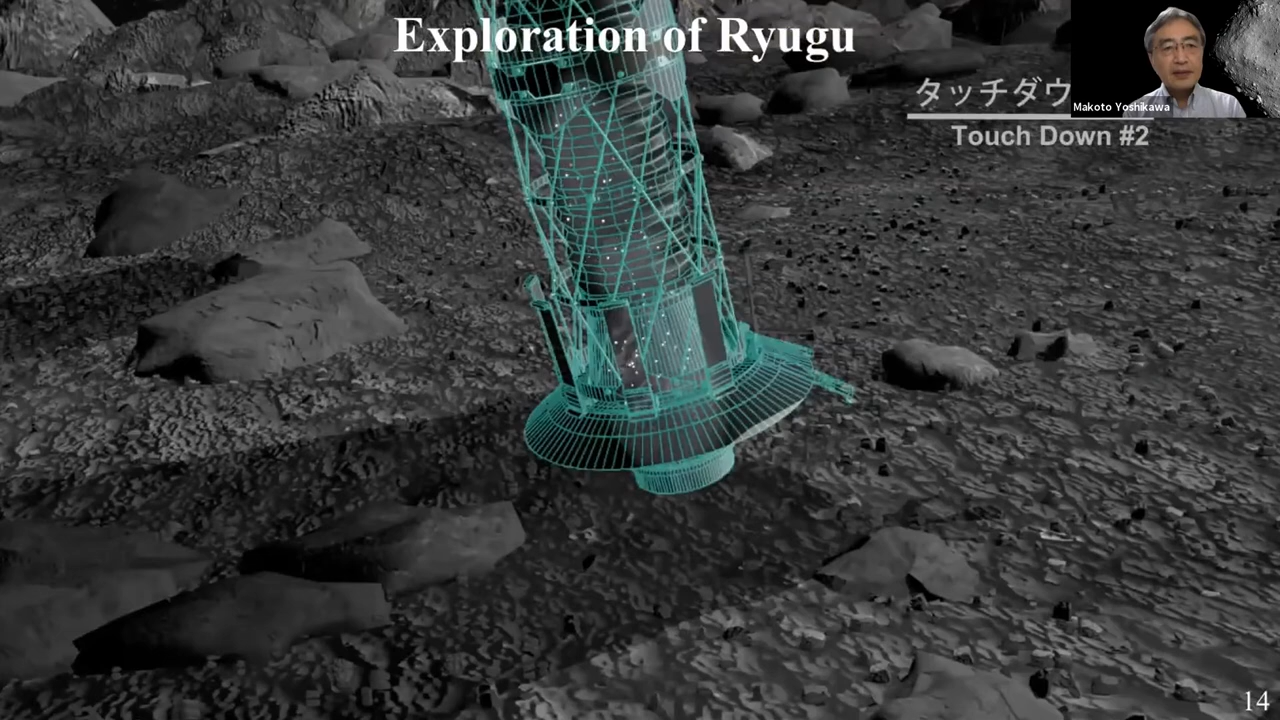 Exploration of Ryugu
タッチダウ
Makoto Yoshikawa
Touch Down #2
14